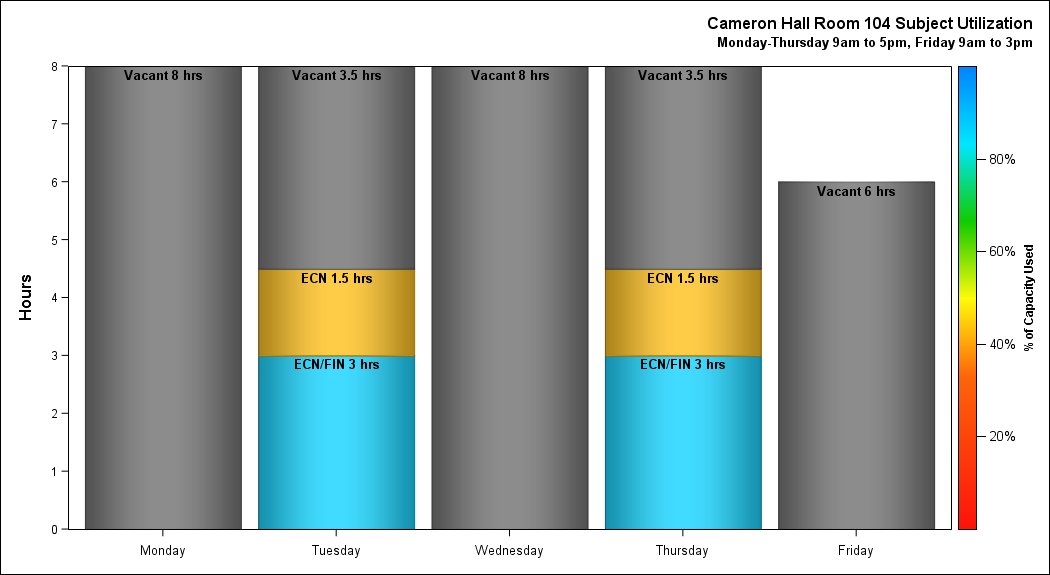 Cameron Hall Room 104 Subject Utilization
Monday-Thursday 9am to 5pm, Friday 9am to 3pm
Hours
8
7
6
5
4
3
2
1
0
Vacant 8 hrs
Vacant 3.5 hrs
ECN 1.5 hrs
ECN/FIN 3 hrs
Vacant 8 hrs
Vacant 3.5 hrs
ECN 1.5 hrs
ECN/FIN 3 hrs
Vacant 6 hrs
Monday
Tuesday
Wednesday
Thursday
Friday
80%
60%
40%
20%
% of Capacity Used